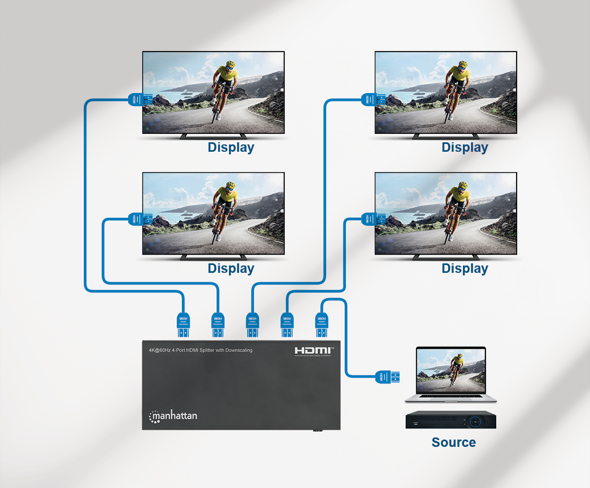 Display
Display
Display
Display
4K@60Hz 4-Port HDMI Splitter with Downscaling
HDMI
manhattan
Source